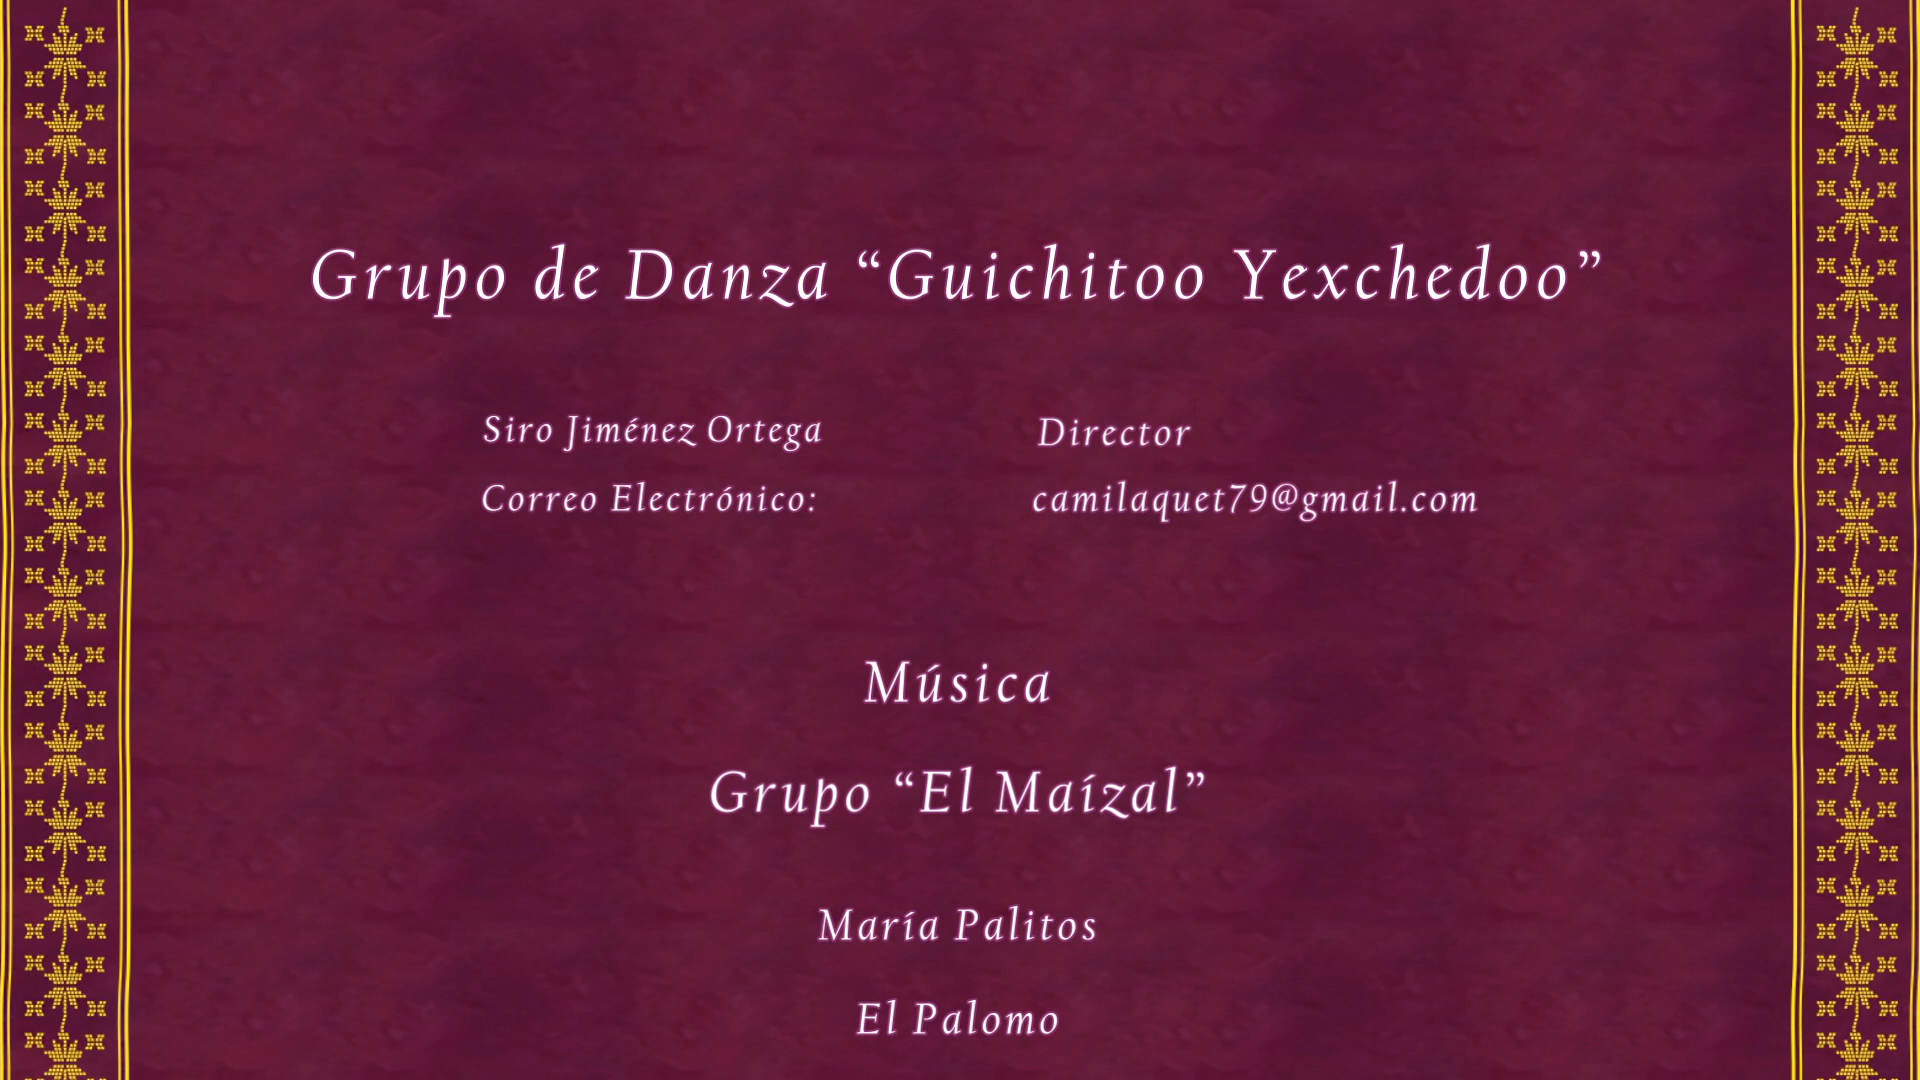 Grupo de Danza “Guichitoo Yexchedoo”
Siro Jiménez Ortega Director
Correo Electrónico: camilaquet79@gmail.com
Música
Grupo “El Maízal”
María Palitos
El Palomo